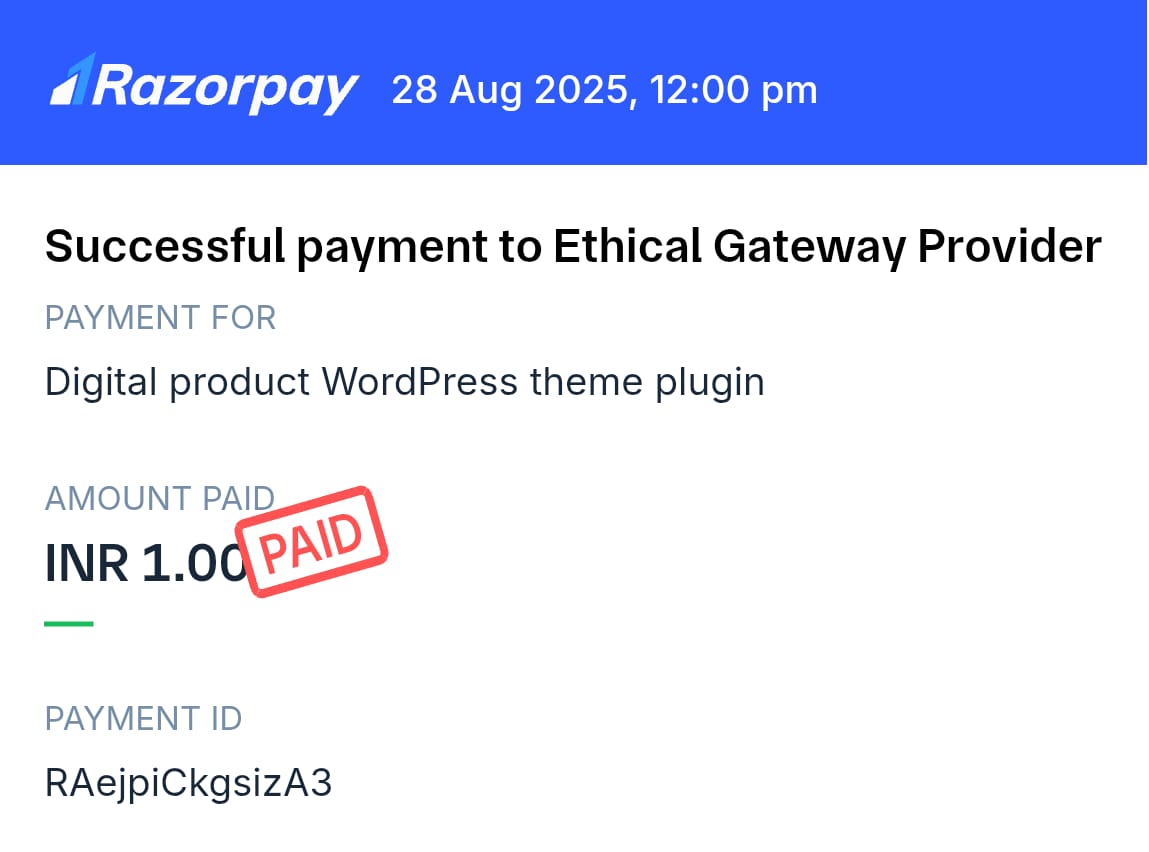 Razorpay 28 Aug 2025, 12:00 pm
Successful payment to Ethical Gateway Provider
PAYMENT FOR
Digital product WordPress theme plugin
AMOUNT PAID
INR 1.00
PAID
PAYMENT ID
RAejpiCkgsizA3